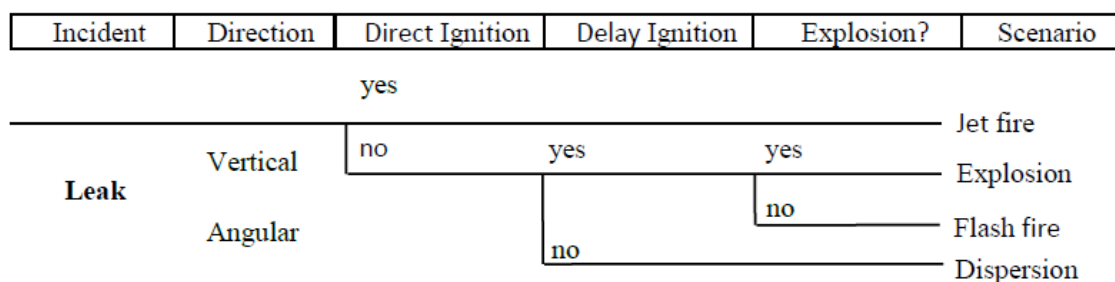 Incident Direction Direct Ignition Delay Ignition Explosion? Scenario
yes
Jet fire
Vertical no yes yes
Explosion
Leak
no
Angular Flash fire
no
Dispersion